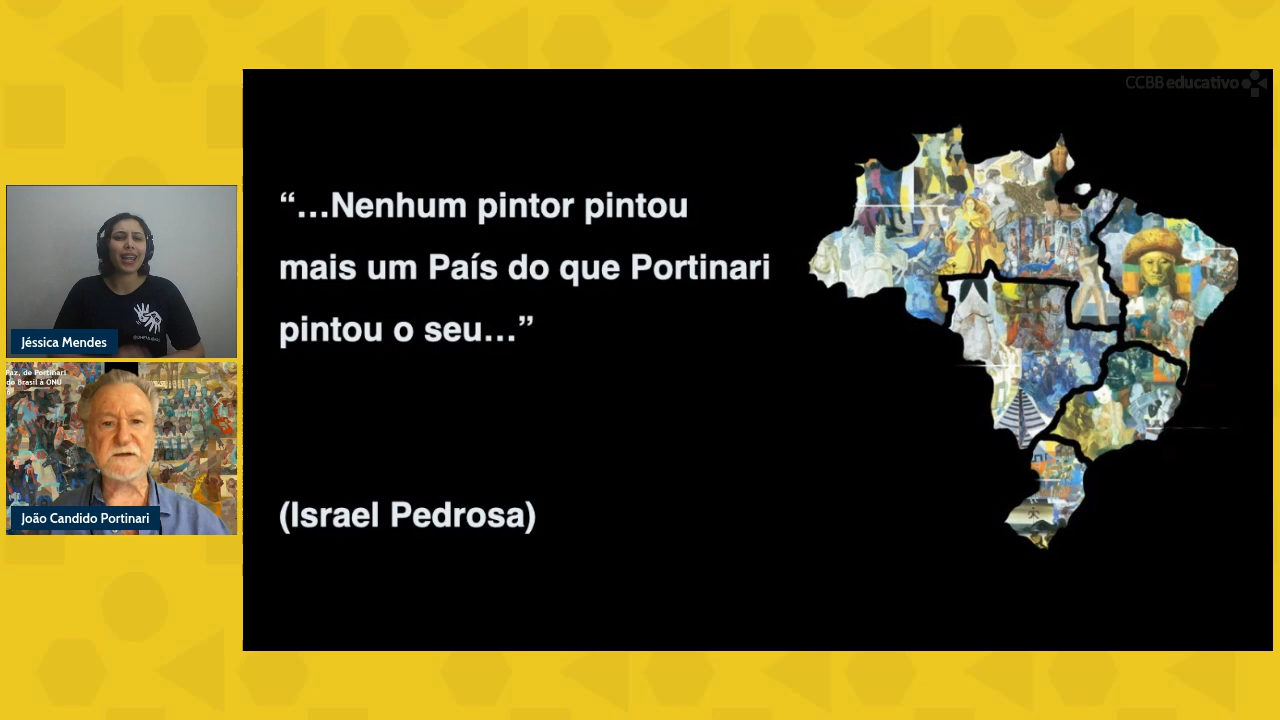 CCBB educativo
“...Nenhum pintor pintou
mais um País do que Portinari
pintou o seu...”
(Israel Pedrosa)
Jéssica Mendes
Paz, de Portinari
do Brasil à ONU
João Candido Portinari